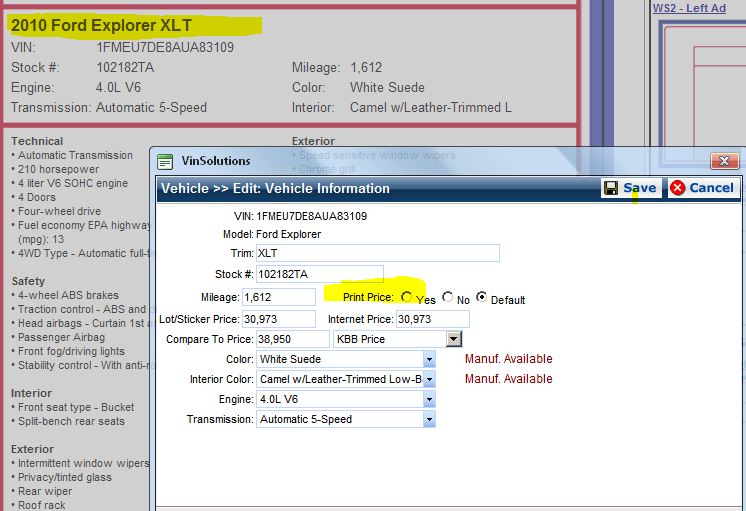 WS2 - Left Ad
2010 Ford Explorer XLT
VIN: 1FMEU7DE8AUA83109
Stock #: 102182TA Mileage: 1,612
Engine: 4.0L V6 Color: White Suede
Transmission: Automatic 5-Speed Interior: Camel w/Leather-Trimmed L
Technical
• Automatic Transmission
• 210 horsepower
• 4 liter V6 SOHC engine
• 4 Doors
• Four-wheel drive
• Fuel economy EPA highway
(mpg): 13
• 4WD Type - Automatic full-t
Safety
• 4-wheel ABS brakes
• Traction control - ABS and d
• Head airbags - Curtain 1st a
• Passenger Airbag
• Front fog/driving lights
• Stability control - With anti-ro
Interior
• Front seat type - Bucket
• Split-bench rear seats
Exterior
• Intermittent window wipers
• Privacy/tinted glass
• Rear wiper
• Roof rack
Exterior
• Speed sensitive window wipers
• Chrome grill
VinSolutions
Vehicle >> Edit: Vehicle Information Save Cancel
VIN: 1FMEU7DE8AUA83109
Model: Ford Explorer
Trim: XLT
Stock #: 102182TA
Mileage: 1,612 Print Price: Yes No Default
Lot/Sticker Price: 30,973 Internet Price: 30,973
Compare To Price: 38,950 KBB Price
Color: White Suede Manuf. Available
Interior Color: Camel w/Leather-Trimmed Low-B Manuf. Available
Engine: 4.0L V6
Transmission: Automatic 5-Speed